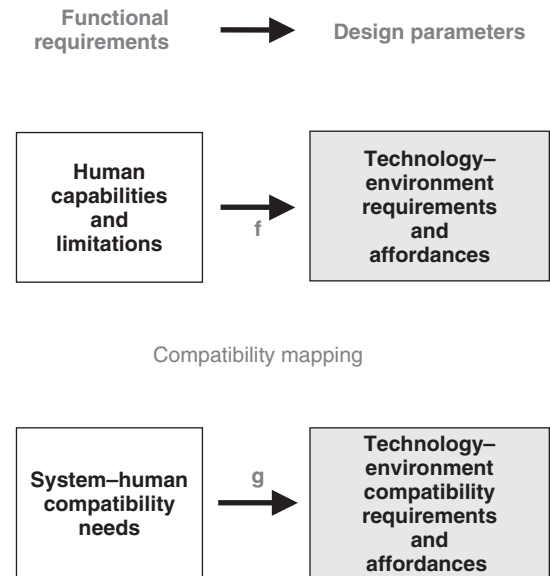 Functional
requirements
Design parameters
Human
capabilities
and
limitations
f
Technology–
environment
requirements
and
affordances
Compatibility mapping
System–human
compatibility
needs
g
Technology–
environment
compatibility
requirements
and
affordances